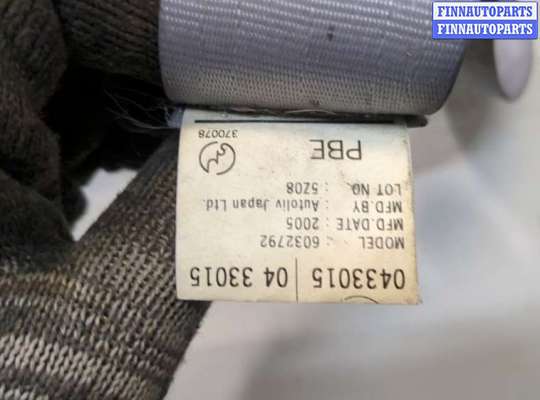 FINNAUTOPARTS
FINNAUTOPARTS
0433015 04 33015
MODEL : 6032792
MFD.DATE : 2005
MFD.BY : Autoliv Japan Ltd.
LOT NO. : 5Z08
PBE
370078